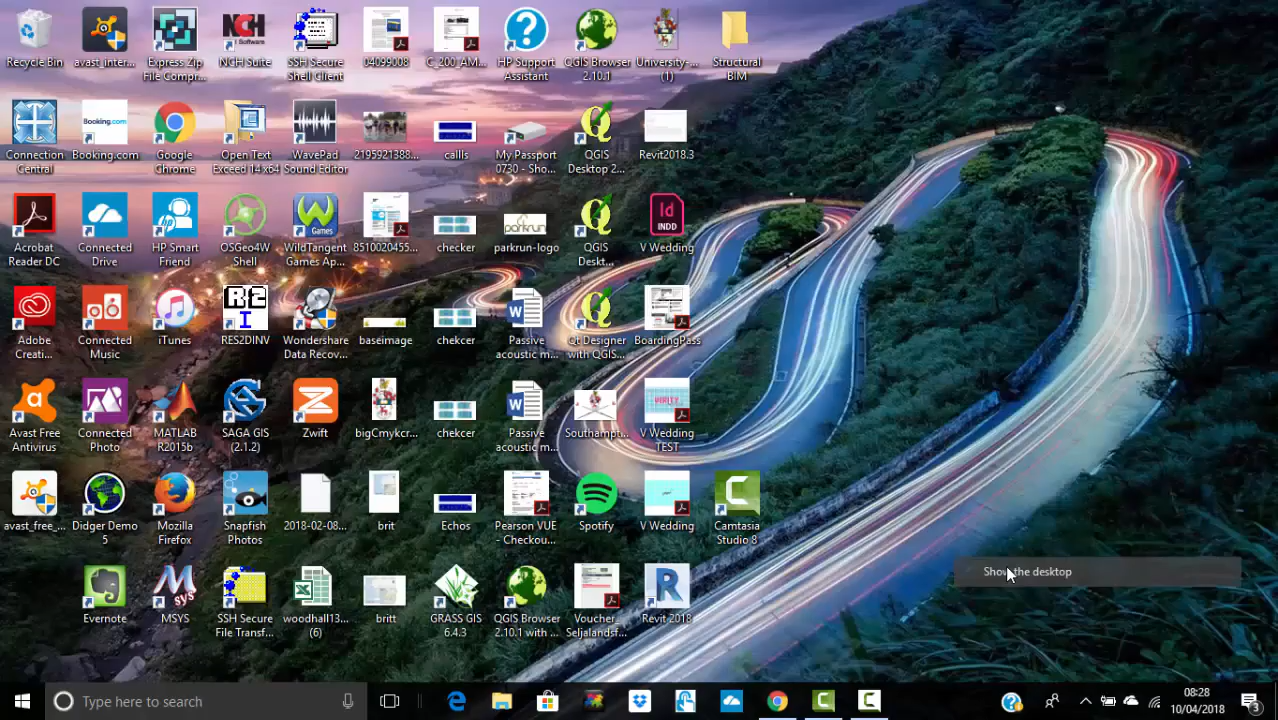 Recycle Bin
avast_inter...
Express Zip
File Compr...
NCH Suite
SSH Secure
Shell Client
04099008
C_200_AM...
HP Support
Assistant
QGIS Browser
2.10.1
University-...
(1)
Structural
BIM
Connection
Central
Booking.com
Google
Chrome
Open Text
Exceed 14 x64
WavePad
Sound Editor
2195921388...
callls
My Passport
0730 - Sho...
QGIS
Desktop 2...
Revit2018.3
Acrobat
Reader DC
Connected
Drive
HP Smart
Friend
OSGeo4W
Shell
WildTangent
Games Ap...
8510020455...
checker
parkrun-logo
QGIS
Deskt...
V Wedding
Adobe
Creati...
Connected
Music
iTunes
RES2DINV
Wondershare
Data Recov...
baseimage
chekcer
Passive
acoustic m...
Qt Designer
with QGIS...
BoardingPass
Avast Free
Antivirus
Connected
Photo
MATLAB
R2015b
SAGA GIS
(2.1.2)
Zwift
bigCmykcr...
chekcer
Passive
acoustic m...
Southampt...
V Wedding
TEST
avast_free_...
Didger Demo
5
Mozilla
Firefox
Snapfish
Photos
2018-02-08...
brit
Echos
Pearson VUE
- Checkou...
Spotify
V Wedding
Camtasia
Studio 8
Evernote
MSYS
SSH Secure
File Transf...
woodhall13...
(6)
britt
GRASS GIS
6.4.3
QGIS Browser
2.10.1 with ...
Voucher_
Seljalandsf...
Revit 2018
Show the desktop
Type here to search
08:28
10/04/2018
3